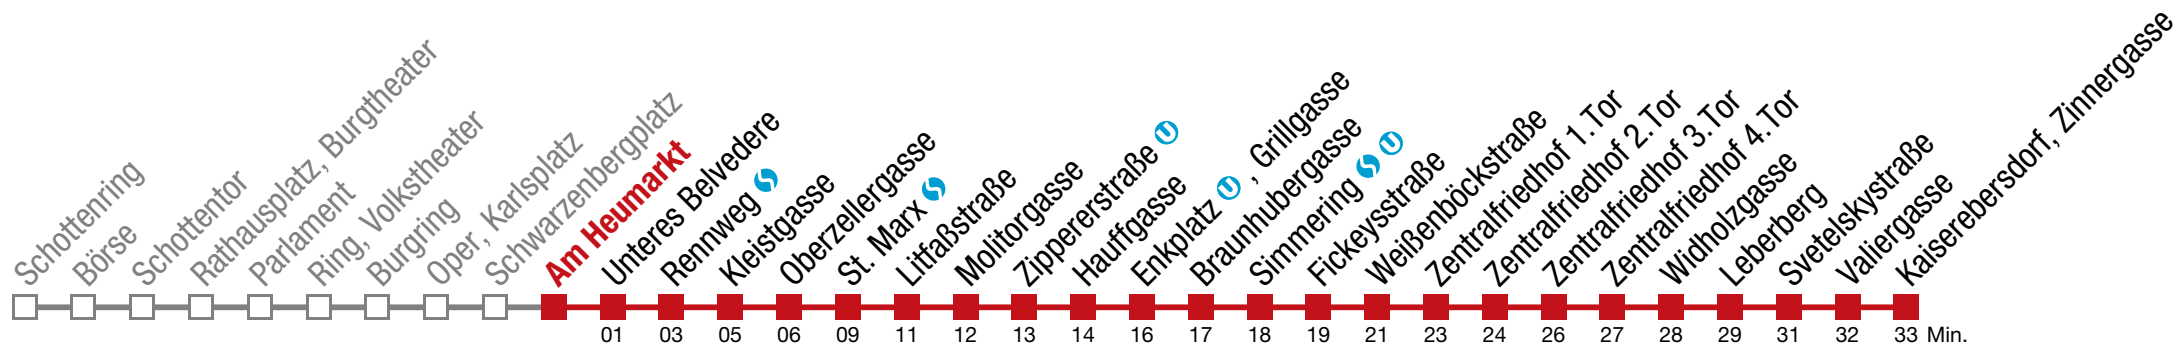 Schottenring
Börse
Schottentor
Rathausplatz, Burgtheater
Parlament
Ring, Volkstheater
Burgring
Oper, Karlsplatz
Schwarzenbergplatz
Am Heumarkt
Unteres Belvedere
Rennweg
Kleistgasse
Oberzellergasse
St. Marx
Litfaßstraße
Molitorgasse
Zippererstraße U
Hauffgasse
Enkplatz U , Grillgasse
Braunhubergasse
Simmering U
Fickeysstraße
Weißenböckstraße
Zentralfriedhof 1.Tor
Zentralfriedhof 2.Tor
Zentralfriedhof 3.Tor
Zentralfriedhof 4.Tor
Widholzgasse
Leberberg
Svetelskystraße
Valiergasse
Kaiserebersdorf, Zinnergasse
01 03 05 06 09 11 12 13 14 16 17 18 19 21 23 24 26 27 28 29 31 32 33 Min.